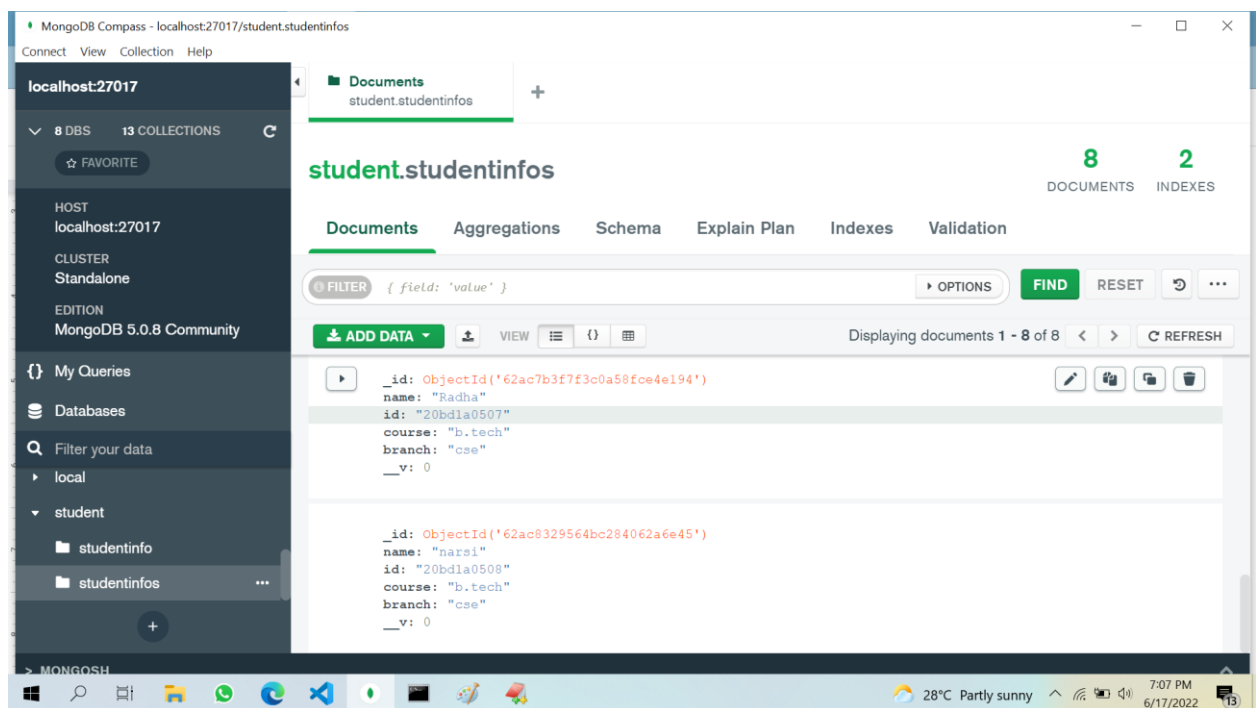 MongoDB Compass - localhost:27017/student.studentinfos
Connect View Collection Help
localhost:27017
Documents
student.studentinfos
8 DBS 13 COLLECTIONS
FAVORITE
student.studentinfos
8
DOCUMENTS
2
INDEXES
HOST
localhost:27017
CLUSTER
Standalone
EDITION
MongoDB 5.0.8 Community
Documents Aggregations Schema Explain Plan Indexes Validation
FILTER { field: 'value' } OPTIONS FIND RESET
ADD DATA VIEW {} Displaying documents 1 - 8 of 8 REFRESH
{} My Queries
Databases
Filter your data
local
student
studentinfo
studentinfos
_id: ObjectId('62ac7b3f7f3c0a58fce4e194')
name: "Radha"
id: "20bd1a0507"
course: "b.tech"
branch: "cse"
__v: 0
_id: ObjectId('62ac8329564bc284062a6e45')
name: "narsi"
id: "20bd1a0508"
course: "b.tech"
branch: "cse"
__v: 0
>_MONGOSH
28°C Partly sunny
7:07 PM
6/17/2022
13